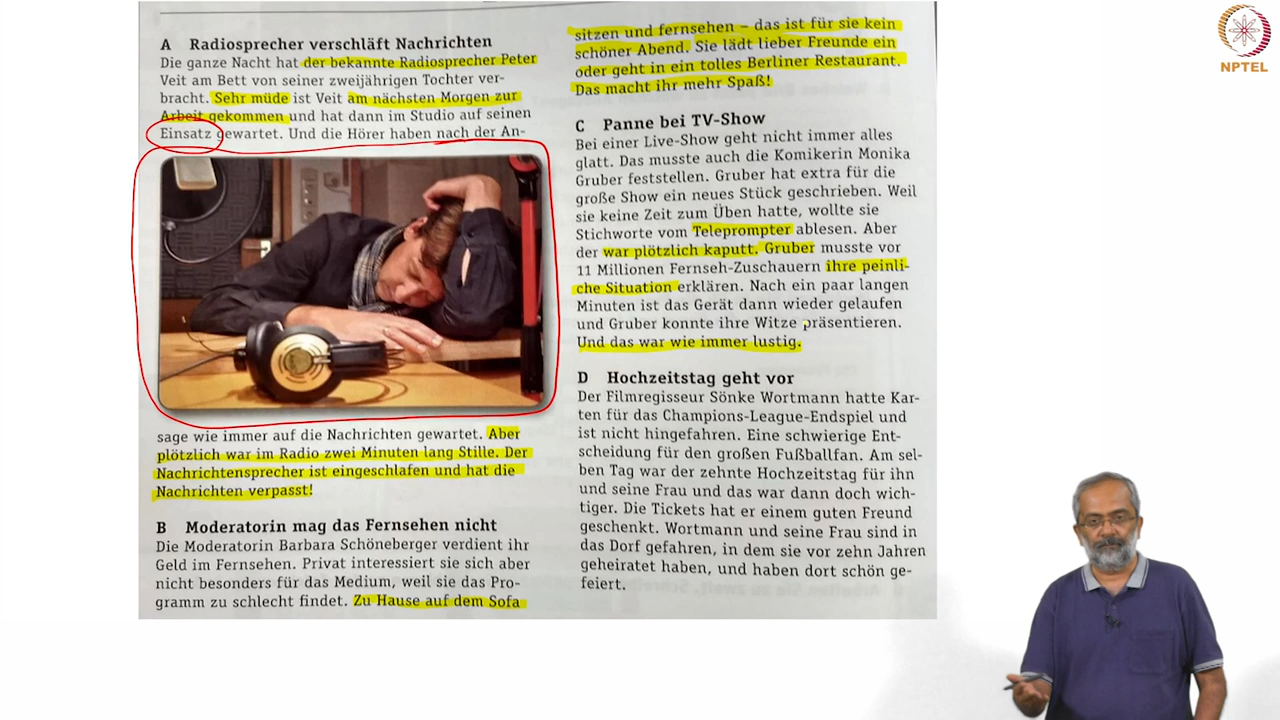 A Radiosprecher verschläft Nachrichten
Die ganze Nacht hat der bekannte Radiosprecher Peter
Veit am Bett von seiner zweijährigen Tochter ver-
bracht. Sehr müde ist Veit am nächsten Morgen zur
Arbeit gekommen und hat dann im Studio auf seinen
Einsatz gewartet. Und die Hörer haben nach der An-
sage wie immer auf die Nachrichten gewartet. Aber
plötzlich war im Radio zwei Minuten lang Stille. Der
Nachrichtensprecher ist eingeschlafen und hat die
Nachrichten verpasst!
B Moderatorin mag das Fernsehen nicht
Die Moderatorin Barbara Schöneberger verdient ihr
Geld im Fernsehen. Privat interessiert sie sich aber
nicht besonders für das Medium, weil sie das Pro-
gramm zu schlecht findet. Zu Hause auf dem Sofa
sitzen und fernsehen – das ist für sie kein
schöner Abend. Sie lädt lieber Freunde ein
oder geht in ein tolles Berliner Restaurant.
Das macht ihr mehr Spaß!
C Panne bei TV-Show
Bei einer Live-Show geht nicht immer alles
glatt. Das musste auch die Komikerin Monika
Gruber feststellen. Gruber hat extra für die
große Show ein neues Stück geschrieben. Weil
sie keine Zeit zum Üben hatte, wollte sie
Stichworte vom Teleprompter ablesen. Aber
der war plötzlich kaputt. Gruber musste vor
11 Millionen Fernseh-Zuschauern ihre peinli-
che Situation erklären. Nach ein paar langen
Minuten ist das Gerät dann wieder gelaufen
und Gruber konnte ihre Witze präsentieren.
Und das war wie immer lustig.
D Hochzeitstag geht vor
Der Filmregisseur Sönke Wortmann hatte Kar-
ten für das Champions-League-Endspiel und
ist nicht hingefahren. Eine schwierige Ent-
scheidung für den großen Fußballfan. Am sel-
ben Tag war der zehnte Hochzeitstag für ihn
und seine Frau und das war dann doch wich-
tiger. Die Tickets hat er einem guten Freund
geschenkt. Wortmann und seine Frau sind in
das Dorf gefahren, in dem sie vor zehn Jahren
geheiratet haben, und haben dort schön ge-
feiert.
NPTEL